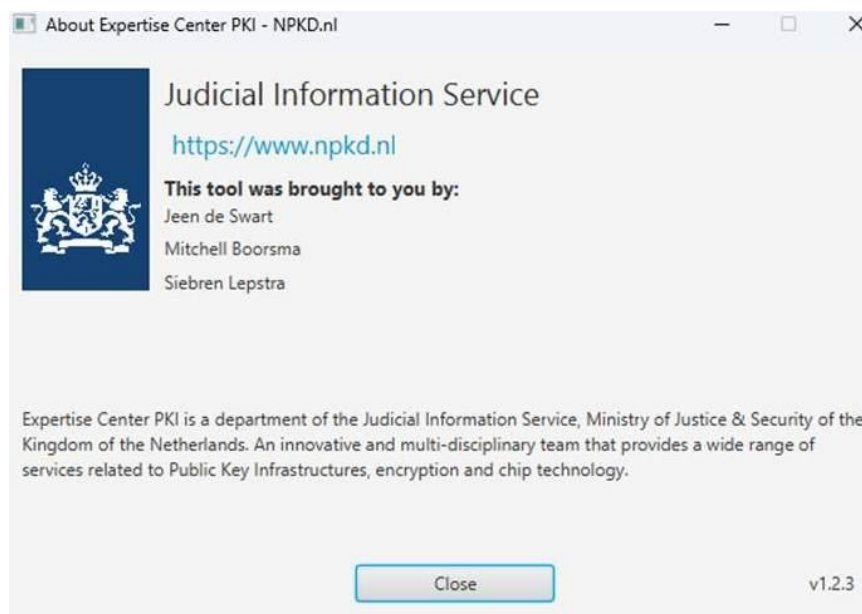 About Expertise Center PKI - NPKD.nl
Judicial Information Service
https://www.npkd.nl
This tool was brought to you by:
Jeen de Swart
Mitchell Boorsma
Siebren Lepstra
Expertise Center PKI is a department of the Judicial Information Service, Ministry of Justice & Security of the
Kingdom of the Netherlands. An innovative and multi-disciplinary team that provides a wide range of
services related to Public Key Infrastructures, encryption and chip technology.
Close
v1.2.3